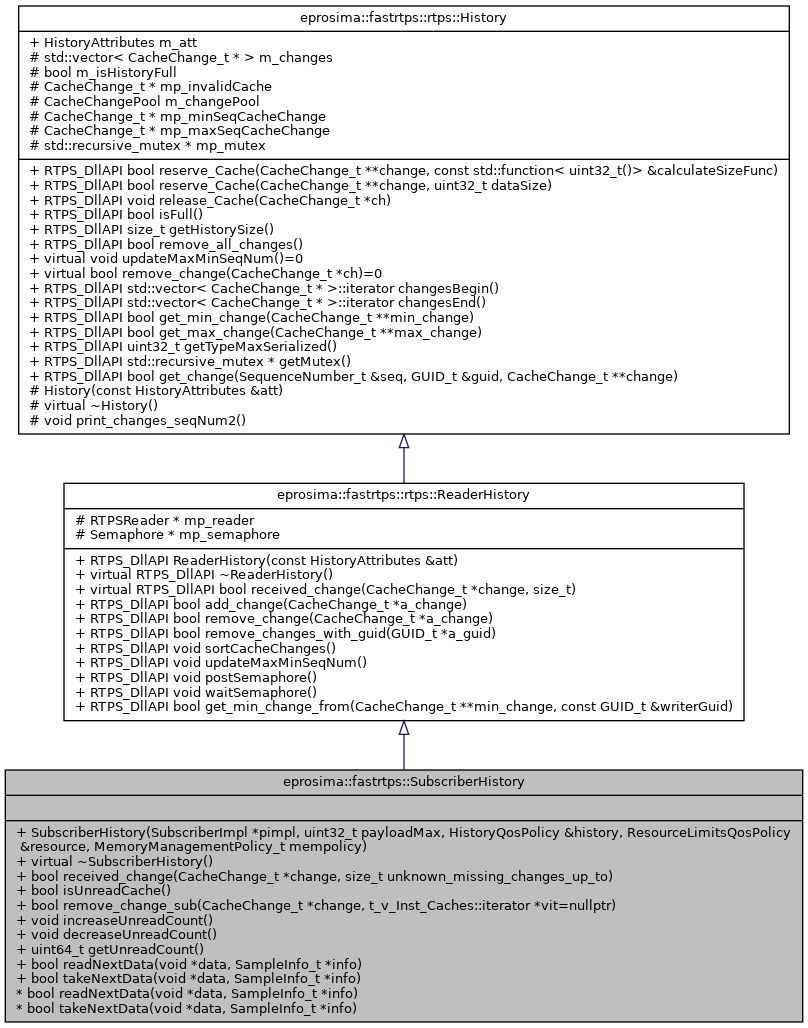 eprosima::fastrtps::rtps::History
+ HistoryAttributes m_att
# std::vector< CacheChange_t * > m_changes
# bool m_isHistoryFull
# CacheChange_t * mp_invalidCache
# CacheChangePool m_changePool
# CacheChange_t * mp_minSeqCacheChange
# CacheChange_t * mp_maxSeqCacheChange
# std::recursive_mutex * mp_mutex
+ RTPS_DllAPI bool reserve_Cache(CacheChange_t **change, const std::function< uint32_t()> &calculateSizeFunc)
+ RTPS_DllAPI bool reserve_Cache(CacheChange_t **change, uint32_t dataSize)
+ RTPS_DllAPI void release_Cache(CacheChange_t *ch)
+ RTPS_DllAPI bool isFull()
+ RTPS_DllAPI size_t getHistorySize()
+ RTPS_DllAPI bool remove_all_changes()
+ virtual void updateMaxMinSeqNum()=0
+ virtual bool remove_change(CacheChange_t *ch)=0
+ RTPS_DllAPI std::vector< CacheChange_t * >::iterator changesBegin()
+ RTPS_DllAPI std::vector< CacheChange_t * >::iterator changesEnd()
+ RTPS_DllAPI bool get_min_change(CacheChange_t **min_change)
+ RTPS_DllAPI bool get_max_change(CacheChange_t **max_change)
+ RTPS_DllAPI uint32_t getTypeMaxSerialized()
+ RTPS_DllAPI std::recursive_mutex * getMutex()
+ RTPS_DllAPI bool get_change(SequenceNumber_t &seq, GUID_t &guid, CacheChange_t **change)
# History(const HistoryAttributes &att)
# virtual ~History()
# void print_changes_seqNum2()
eprosima::fastrtps::rtps::ReaderHistory
# RTPSReader * mp_reader
# Semaphore * mp_semaphore
+ RTPS_DllAPI ReaderHistory(const HistoryAttributes &att)
+ virtual RTPS_DllAPI ~ReaderHistory()
+ virtual RTPS_DllAPI bool received_change(CacheChange_t *change, size_t)
+ RTPS_DllAPI bool add_change(CacheChange_t *a_change)
+ RTPS_DllAPI bool remove_change(CacheChange_t *a_change)
+ RTPS_DllAPI bool remove_changes_with_guid(GUID_t *a_guid)
+ RTPS_DllAPI void sortCacheChanges()
+ RTPS_DllAPI void updateMaxMinSeqNum()
+ RTPS_DllAPI void postSemaphore()
+ RTPS_DllAPI void waitSemaphore()
+ RTPS_DllAPI bool get_min_change_from(CacheChange_t **min_change, const GUID_t &writerGuid)
eprosima::fastrtps::SubscriberHistory
+ SubscriberHistory(SubscriberImpl *pimpl, uint32_t payloadMax, HistoryQosPolicy &history, ResourceLimitsQosPolicy
&resource, MemoryManagementPolicy_t mempolicy)
+ virtual ~SubscriberHistory()
+ bool received_change(CacheChange_t *change, size_t unknown_missing_changes_up_to)
+ bool isUnreadCache()
+ bool remove_change_sub(CacheChange_t *change, t_v_Inst_Caches::iterator *vit=nullptr)
+ void increaseUnreadCount()
+ void decreaseUnreadCount()
+ uint64_t getUnreadCount()
+ bool readNextData(void *data, SampleInfo_t *info)
+ bool takeNextData(void *data, SampleInfo_t *info)
* bool readNextData(void *data, SampleInfo_t *info)
* bool takeNextData(void *data, SampleInfo_t *info)